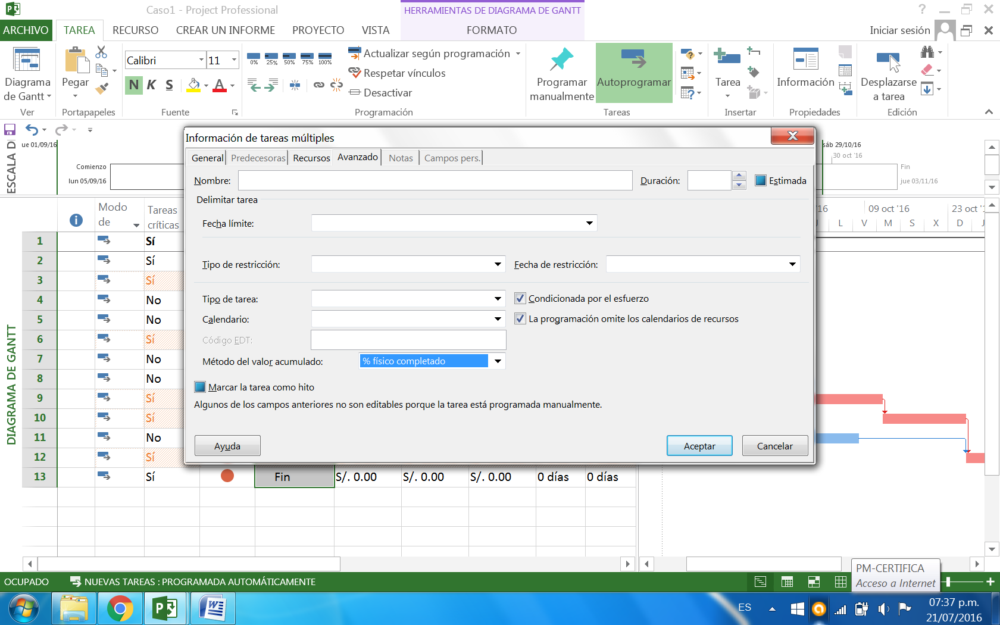 Caso1 - Project Professional
HERRAMIENTAS DE DIAGRAMA DE GANTT
ARCHIVO TAREA RECURSO CREAR UN INFORME PROYECTO VISTA FORMATO Iniciar sesión
Diagrama de Gantt
Ver
Pegar
Portapapeles
Calibri 11
N K S A
Fuente
0% 25% 50% 75% 100%
Actualizar según programación
Respetar vínculos
Desactivar
Programación
Programar manualmente
Autoprogramar
Tareas
Tarea
Insertar
Información
Propiedades
Desplazarse a tarea
Edición
ESCALA D
ue 01/09/16
Comienzo
lun 05/09/16
sáb 29/10/16
30 oct '16
Fin
jue 03/11/16
Información de tareas múltiples
General Predecesoras Recursos Avanzado Notas Campos pers.
Nombre: Duración: Estimada
Delimitar tarea
Fecha límite:
Tipo de restricción: Fecha de restricción:
Tipo de tarea: Condicionada por el esfuerzo
Calendario: La programación omite los calendarios de recursos
Código EDT:
Método del valor acumulado: % físico completado
Marcar la tarea como hito
Algunos de los campos anteriores no son editables porque la tarea está programada manualmente.
Ayuda Aceptar Cancelar
DIAGRAMA DE GANTT
Modo de
Tareas críticas
'16 09 oct '16 23 oct '1
L V M S X D J
1 Sí
2 Sí
3 Sí
4 No
5 No
6 Sí
7 No
8 No
9 Sí
10 Sí
11 No
12 Sí
13 Sí Fin S/. 0.00 S/. 0.00 S/. 0.00 0 días 0 días
PM-CERTIFICA
Acceso a Internet
OCUPADO NUEVAS TAREAS : PROGRAMADA AUTOMÁTICAMENTE
ES
07:37 p.m.
21/07/2016